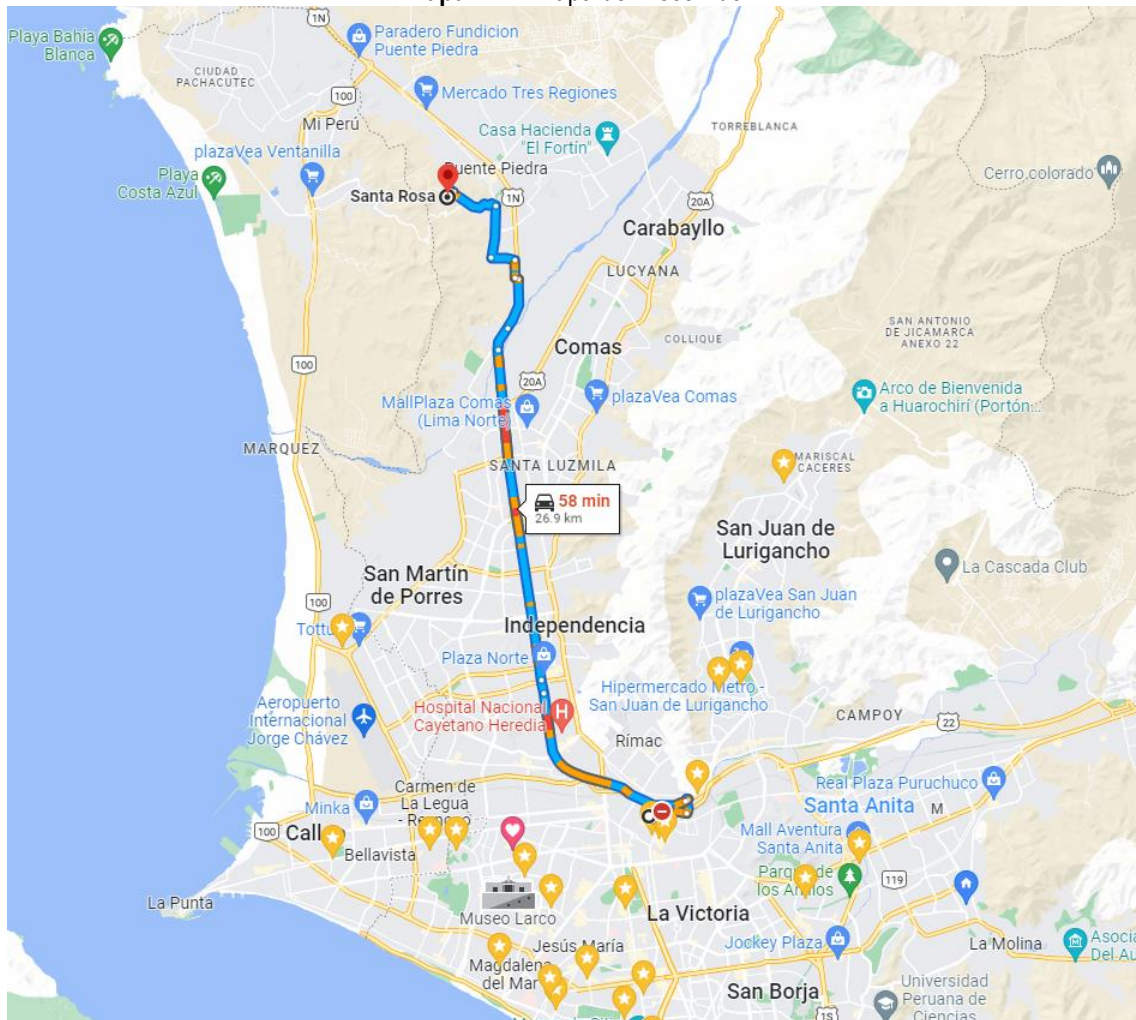 1N
Paradero Fundicion
Puente Piedra
Playa Bahia
Blanca
CIUDAD
PACHACUTEC
100
Mercado Tres Regiones
Mi Perú
Casa Hacienda
"El Fortín"
TORREBLANCA
plazaVea Ventanilla
Puente Piedra
Cerro colorado
Playa
Costa Azul
Santa Rosa
1N
20A
Carabayllo
LUCYANA
SAN ANTONIO
DE JICAMARCA
ANEXO 22
100
Comas
COLLIQUE
20A
MallPlaza Comas
(Lima Norte)
plazaVea Comas
Arco de Bienvenida
a Huarochirí (Portón...
MARQUEZ
SANTA LUZMILA
MARISCAL
CACERES
58 min
26.9 km
San Juan de
Lurigancho
La Cascada Club
San Martín
de Porres
100
plazaVea San Juan
de Lurigancho
Independencia
Plaza Norte
Aeropuerto
Internacional
Jorge Chávez
Hospital Nacional
Cayetano Heredia
H
Hipermercado Metro -
San Juan de Lurigancho
CAMPOY
22
Rímac
Real Plaza Puruchuco
Carmen de
La Legua
Minka
Santa Anita
M
100
Mall Aventura
Santa Anita
Bellavista
119
La Punta
Museo Larco
La Victoria
Jesús María
Jockey Plaza
La Molina
Magdalena
del Mar
San Borja
Universidad
Peruana de
Ciencias
1S